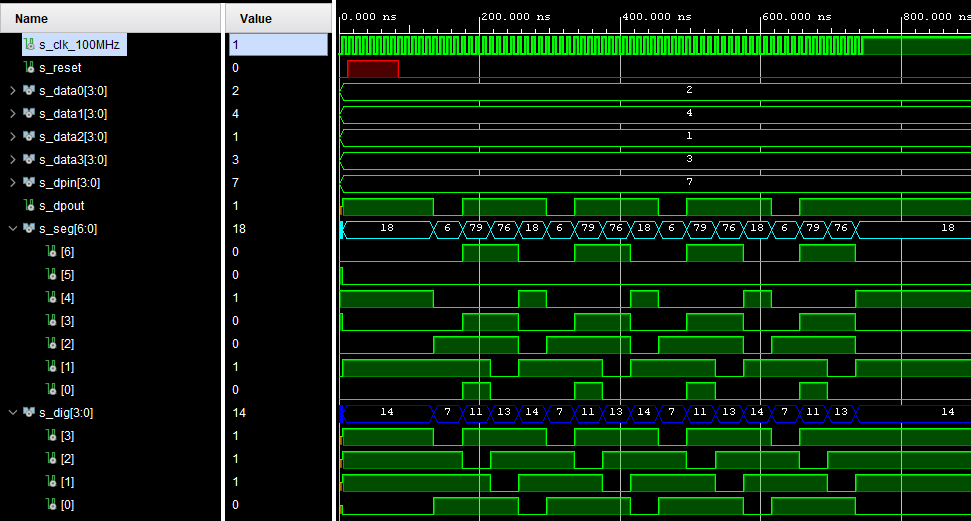 Name Value 0.000 ns 200.000 ns 400.000 ns 600.000 ns 800.000 ns
s_clk_100MHz 1
s_reset 0
s_data0[3:0] 2 2
s_data1[3:0] 4 4
s_data2[3:0] 1 1
s_data3[3:0] 3 3
s_dpin[3:0] 7 7
s_dpout 1
s_seg[6:0] 18 18 6 79 76 18 6 79 76 18 6 79 76 18 6 79 76 18
[6] 0
[5] 0
[4] 1
[3] 0
[2] 0
[1] 1
[0] 0
s_dig[3:0] 14 14 7 11 13 14 7 11 13 14 7 11 13 14 7 11 13 14
[3] 1
[2] 1
[1] 1
[0] 0